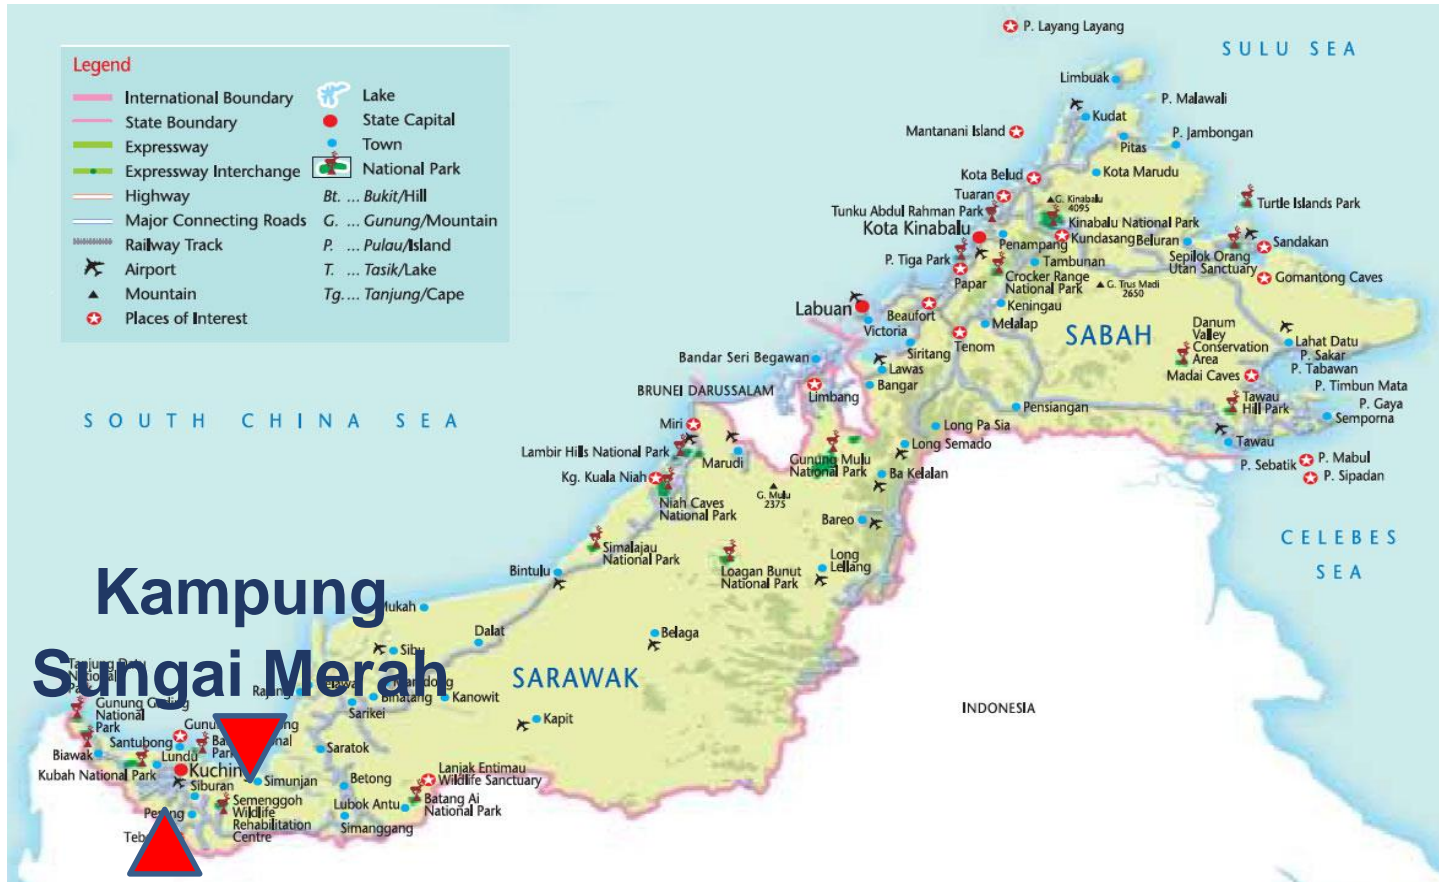 P. Layang Layang
SULU SEA
Legend
International Boundary
State Boundary
Expressway
Expressway Interchange
Highway
Major Connecting Roads
Railway Track
Airport
Mountain
Places of Interest
Lake
State Capital
Town
National Park
Bt. ... Bukit/Hill
G. ... Gunung/Mountain
P. ... Pulau/Island
T. ... Tasik/Lake
Tg.... Tanjung/Cape
Limbuak
P. Malawali
Kudat
Mantanani Island
Pitas
P. Jambongan
Kota Belud
Kota Marudu
Tuaran
G. Kinabalu
4095
Turtle Islands Park
Tunku Abdul Rahman Park
Kinabalu National Park
Kota Kinabalu
Penampang
Kundasang
Beluran
Sandakan
P. Tiga Park
Tambunan
Sepilok Orang
Utan Sanctuary
Papar
Crocker Range
National Park
G. Trus Madi
2650
Gomantong Caves
Labuan
Beaufort
Keningau
Victoria
Melalap
SABAH
Danum
Valley
Conservation
Area
Lahat Datu
Siritang
Tenom
P. Sakar
Bandar Seri Begawan
Lawas
P. Tabawan
Madai Caves
BRUNEI DARUSSALAM
Limbang
Bangar
P. Timbun Mata
Tawau
Hill Park
P. Gaya
Pensiangan
Semporna
SOUTH CHINA SEA
Miri
Long Pa Sia
Lambir Hills National Park
Marudi
Long Semado
Tawau
Gunung Mulu
National Park
P. Sebatik
P. Mabul
Kg. Kuala Niah
Ba Kelalan
P. Sipadan
G. Mulu
2375
Niah Caves
National Park
Bareo
CELEBES
SEA
Simalajau
National Park
Loagan Bunut
National Park
Long
Lellang
Bintulu
Kampung
Sungai Merah
Mukah
Dalat
Belaga
Sibu
SARAWAK
Binatang
Kanowit
Sarikei
Kapit
INDONESIA
National
Gunung Gading
National
Park
Santubong
Biawak
Lundu
Saratok
Kubah National Park
Kuching
Siburan
Simunjan
Betong
Lanjak Entimau
Wildlife Sanctuary
Semenggoh
Wildlife
Rehabilitation
Centre
Lubok Antu
Batang Ai
National Park
Simanggang